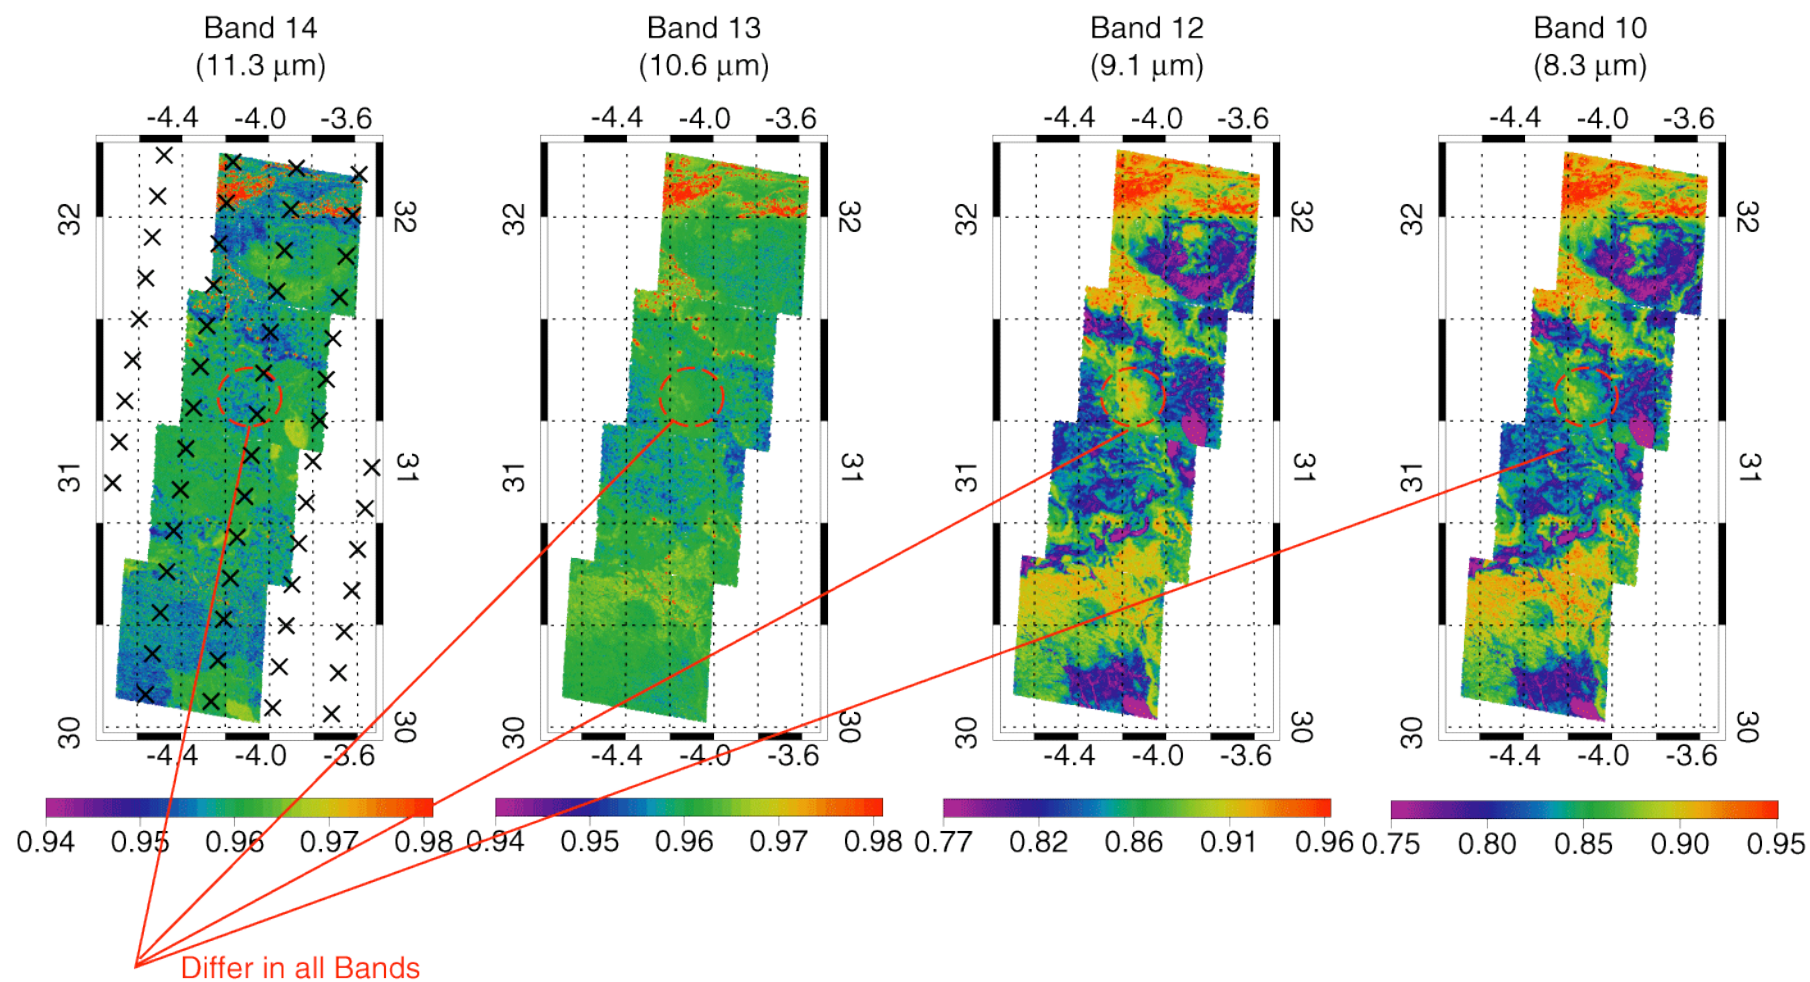 Band 14
(11.3 μm)
Band 13
(10.6 μm)
Band 12
(9.1 μm)
Band 10
(8.3 μm)
-4.4 -4.0 -3.6
-4.4 -4.0 -3.6
-4.4 -4.0 -3.6
-4.4 -4.0 -3.6
32 32 32 32 32 32 32
31 31 31 31 31 31 31
30 30 30 30 30 30 30
-4.4 -4.0 -3.6
-4.4 -4.0 -3.6
-4.4 -4.0 -3.6
-4.4 -4.0 -3.6
0.94 0.95 0.96 0.97 0.98
0.94 0.95 0.96 0.97 0.98
0.77 0.82 0.86 0.91 0.96
0.75 0.80 0.85 0.90 0.95
Differ in all Bands